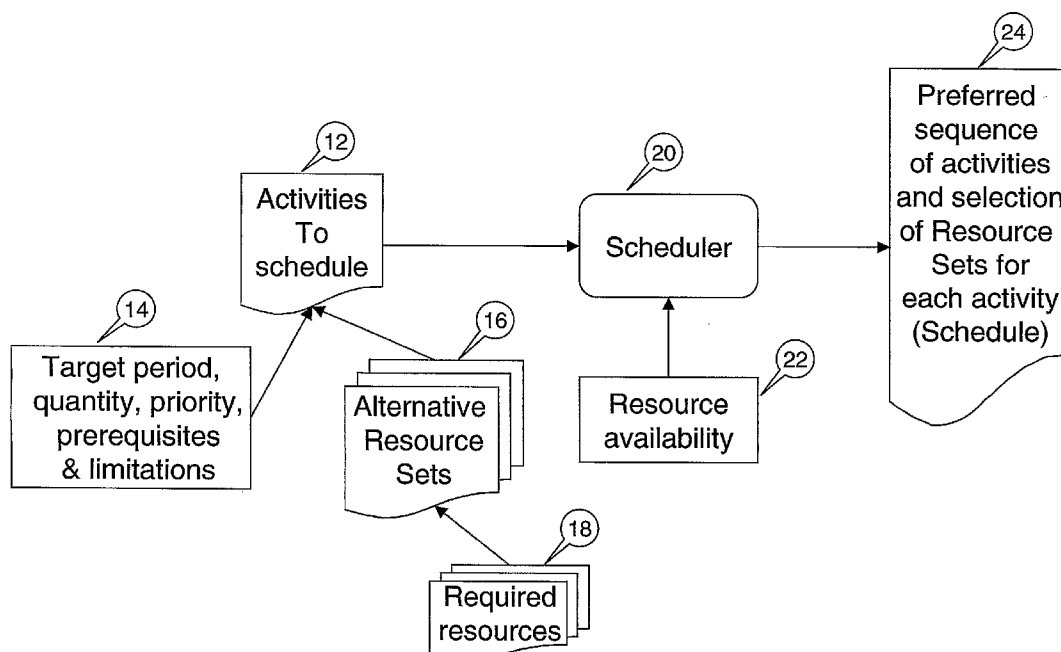 24
Preferred
sequence
of activities
and selection
of Resource
Sets for
each activity
(Schedule)
12
Activities
To
schedule
20
Scheduler
14
Target period,
quantity, priority,
prerequisites
& limitations
16
Alternative
Resource
Sets
22
Resource
availability
18
Required
resources